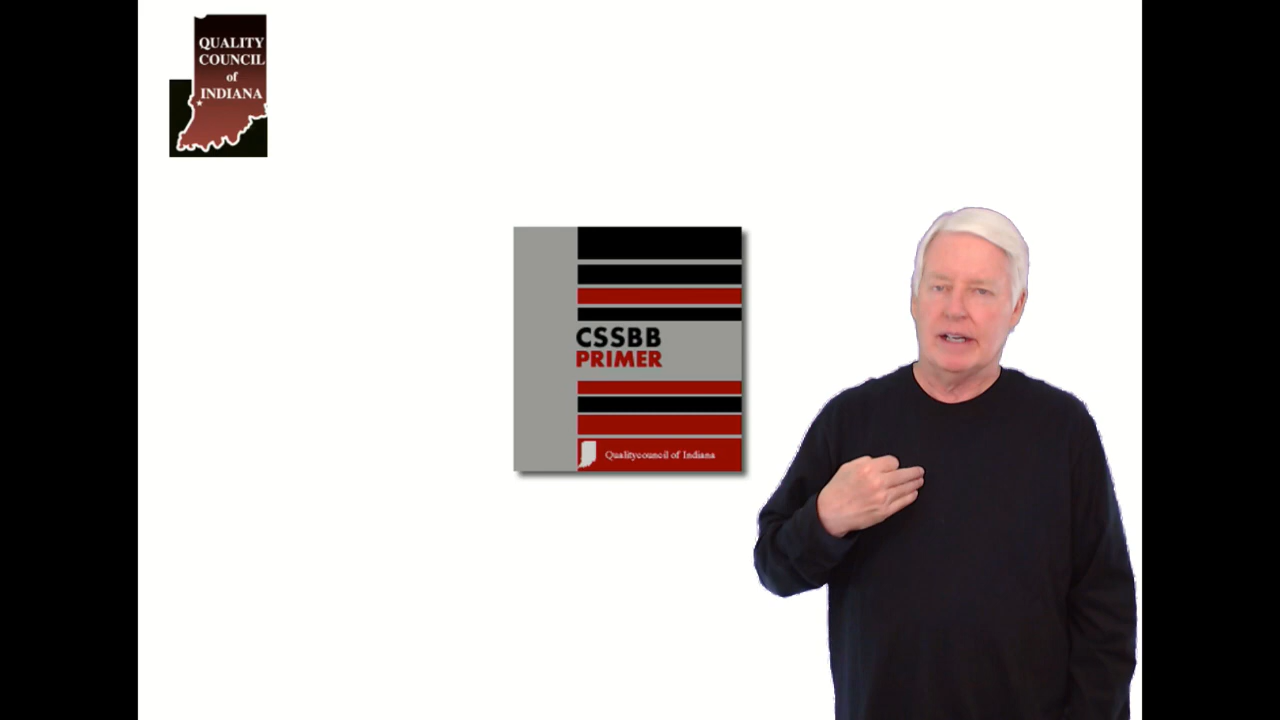 QUALITY
COUNCIL
of
INDIANA
CSSBB
PRIMER
Qualitycouncil of Indiana